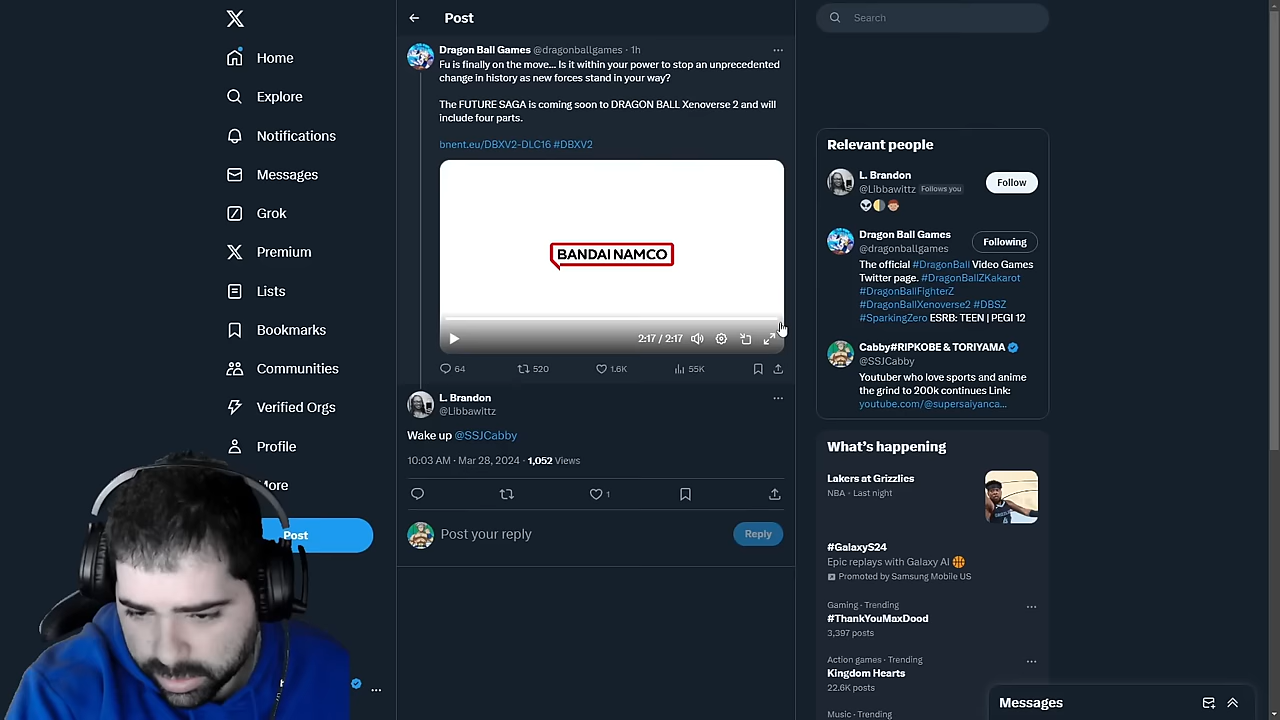 Home
Explore
Notifications
Messages
Grok
Premium
Lists
Bookmarks
Communities
Verified Orgs
Profile
More
Post
Post
Dragon Ball Games @dragonballgames · 1h
Fu is finally on the move... Is it within your power to stop an unprecedented
change in history as new forces stand in your way?
The FUTURE SAGA is coming soon to DRAGON BALL Xenoverse 2 and will
include four parts.
bnent.eu/DBXV2-DLC16 #DBXV2
BANDAI NAMCO
2:17 / 2:17
64 520 1.6K 55K
L. Brandon
@Libbawittz
Wake up @SSJCabby
10:03 AM · Mar 28, 2024 · 1,052 Views
1
Post your reply
Reply
Search
Relevant people
L. Brandon
@Libbawittz Follows you
Follow
Dragon Ball Games
@dragonballgames
Following
The official #DragonBall Video Games
Twitter page. #DragonBallZKakarot
#DragonBallFighterZ
#DragonBallXenoverse2 #DBSZ
#SparkingZero ESRB: TEEN | PEGI 12
Cabby#RIPKOBE & TORIYAMA
@SSJCabby
Youtuber who love sports and anime
the grind to 200k continues Link:
youtube.com/@supersaiyanca...
What's happening
Lakers at Grizzlies
NBA · Last night
#GalaxyS24
Epic replays with Galaxy AI 🏀
Promoted by Samsung Mobile US
Gaming · Trending
#ThankYouMaxDood
3,397 posts
Action games · Trending
Kingdom Hearts
22.6K posts
Music · Trending
Messages